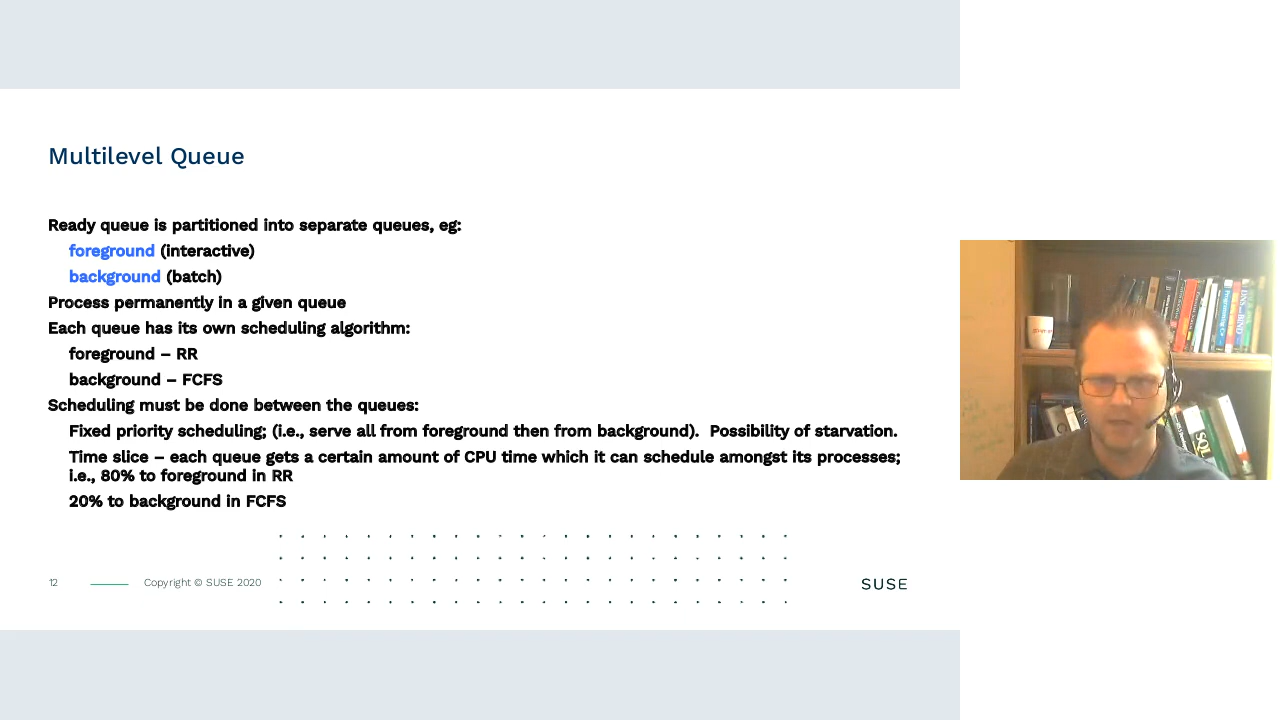 Multilevel Queue
Ready queue is partitioned into separate queues, eg:
foreground (interactive)
background (batch)
Process permanently in a given queue
Each queue has its own scheduling algorithm:
foreground – RR
background – FCFS
Scheduling must be done between the queues:
Fixed priority scheduling; (i.e., serve all from foreground then from background).  Possibility of starvation.
Time slice – each queue gets a certain amount of CPU time which it can schedule amongst its processes;
i.e., 80% to foreground in RR
20% to background in FCFS
12
Copyright © SUSE 2020
SUSE
SQL